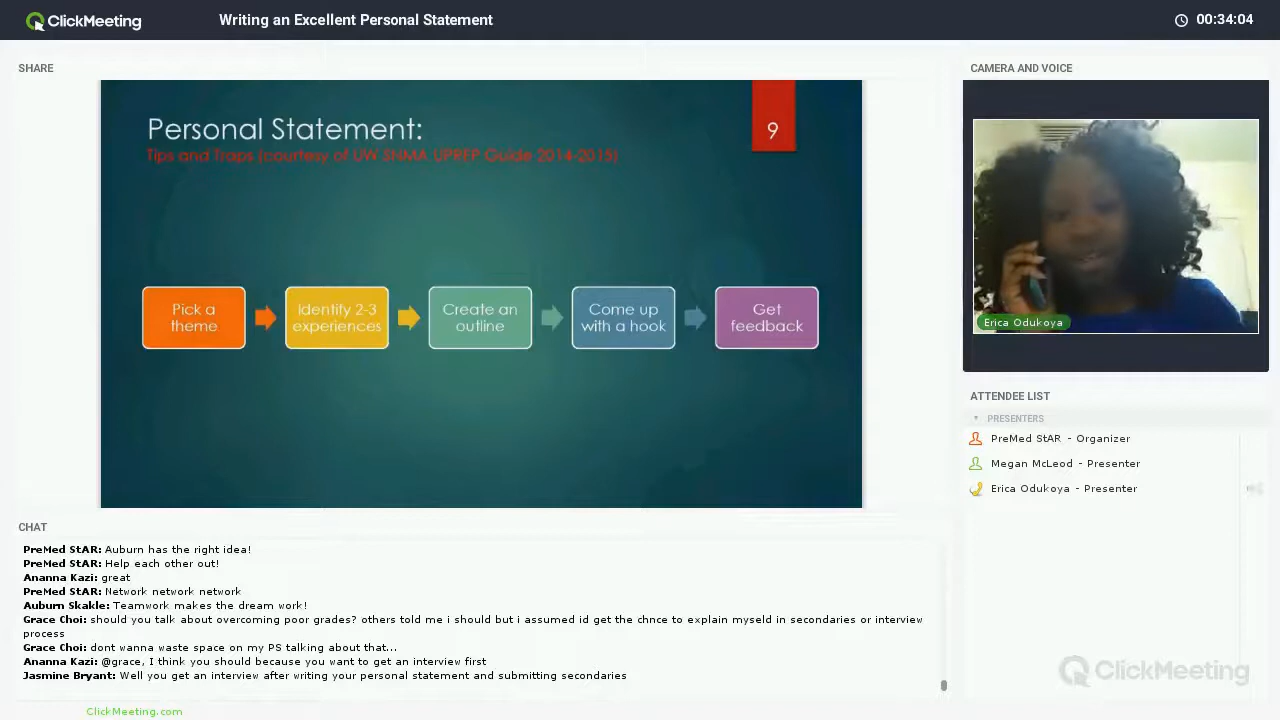 ClickMeeting
Writing an Excellent Personal Statement
00:34:04
SHARE
Personal Statement:
Tips and Traps (courtesy of UW SNMA UPREP Guide 2014-2015)
9
Pick a
theme
Identify 2-3
experiences
Create an
outline
Come up
with a hook
Get
feedback
CAMERA AND VOICE
Erica Odukoya
ATTENDEE LIST
PRESENTERS
PreMed StAR - Organizer
Megan McLeod - Presenter
Erica Odukoya - Presenter
CHAT
PreMed StAR: Auburn has the right idea!
PreMed StAR: Help each other out!
Ananna Kazi: great
PreMed StAR: Network network network
Auburn Skakle: Teamwork makes the dream work!
Grace Choi: should you talk about overcoming poor grades? others told me i should but i assumed id get the chnce to explain myseld in secondaries or interview
process
Grace Choi: dont wanna waste space on my PS talking about that...
Ananna Kazi: @grace, I think you should because you want to get an interview first
Jasmine Bryant: Well you get an interview after writing your personal statement and submitting secondaries
ClickMeeting
ClickMeeting.com